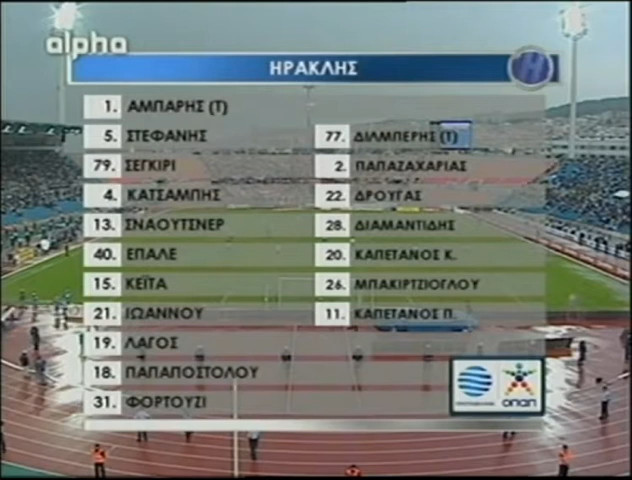 alpha
ΗΡΑΚΛΗΣ
1. ΑΜΠΑΡΗΣ (Τ)
5. ΣΤΕΦΑΝΗΣ
79. ΣΕΓΚΙΡΙ
4. ΚΑΤΣΑΜΠΗΣ
13. ΣΝΑΟΥΤΣΝΕΡ
40. ΕΠΑΛΕ
15. ΚΕΪΤΑ
21. ΙΩΑΝΝΟΥ
19. ΛΑΓΟΣ
18. ΠΑΠΑΠΟΣΤΟΛΟΥ
31. ΦΟΡΤΟΥΖΙ
77. ΔΙΛΜΠΕΡΗΣ (Τ)
2. ΠΑΠΑΖΑΧΑΡΙΑΣ
22. ΔΡΟΥΓΑΣ
28. ΔΙΑΜΑΝΤΙΔΗΣ
20. ΚΑΠΕΤΑΝΟΣ Κ.
26. ΜΠΑΚΙΡΤΖΙΟΓΛΟΥ
11. ΚΑΠΕΤΑΝΟΣ Π.
ΟΠΑΠ